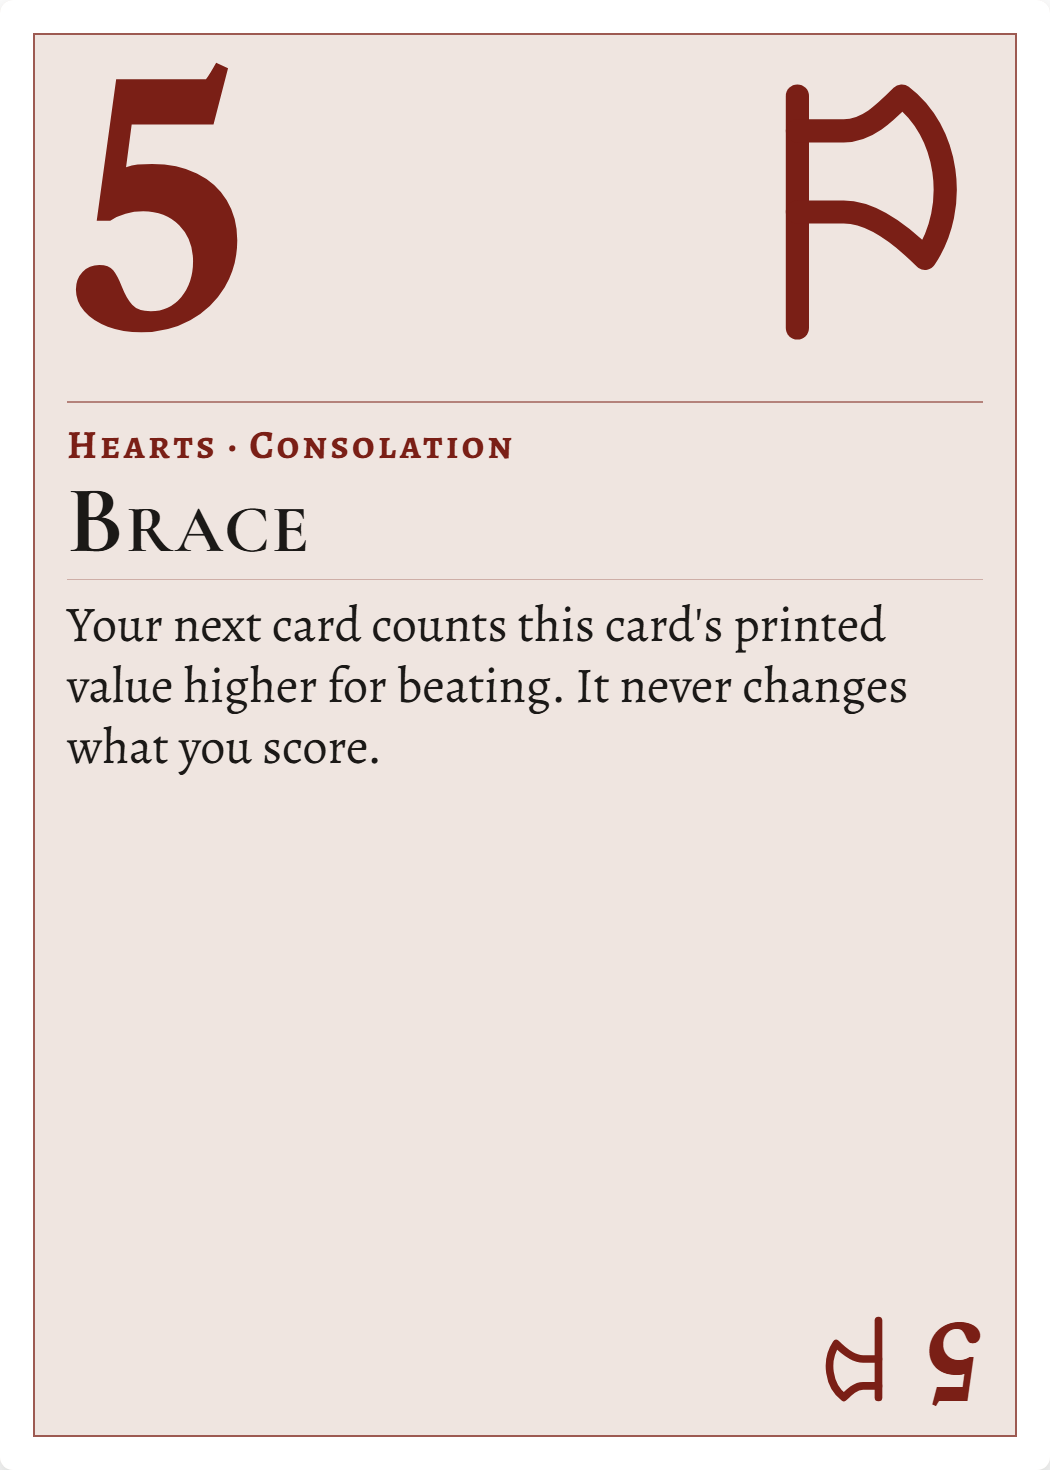 5
Hearts · Consolation
Brace
Your next card counts this card's printed
value higher for beating. It never changes
what you score.
5